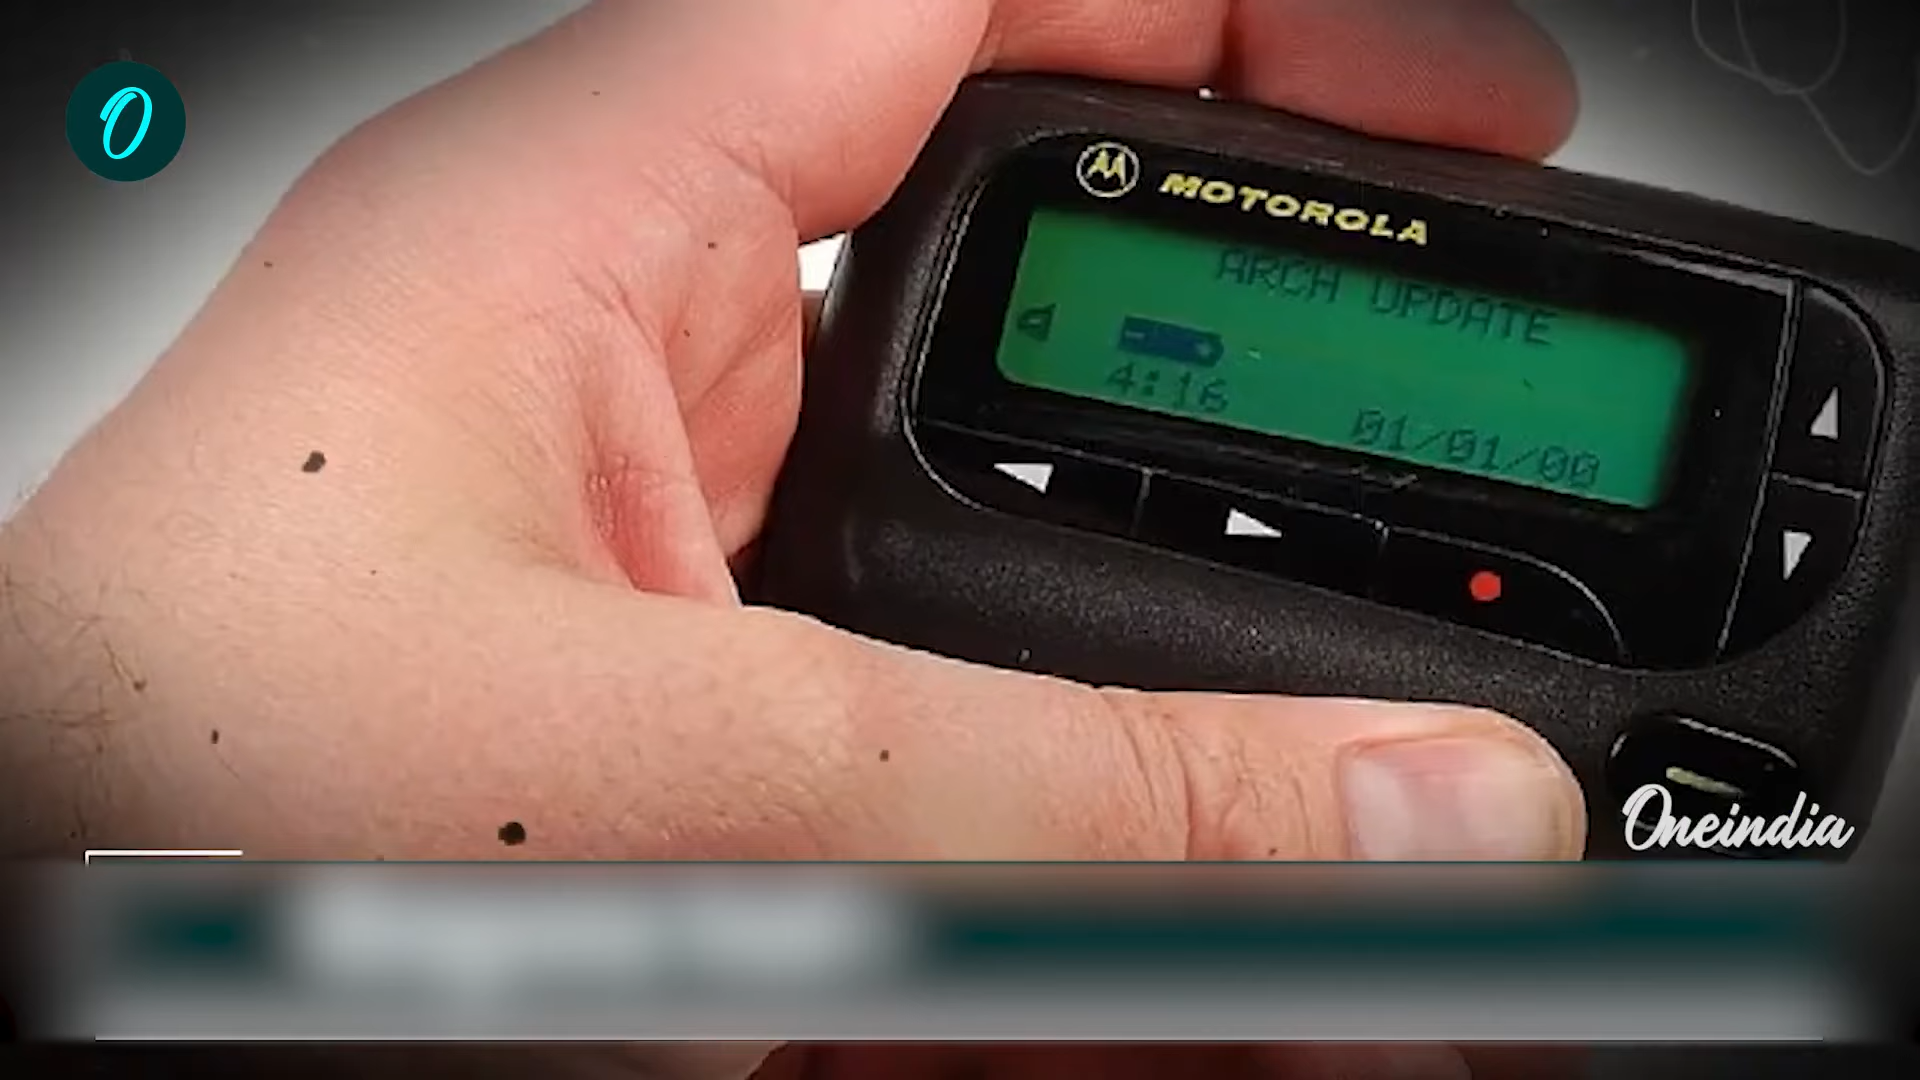 O
MOTOROLA
ARCH UPDATE
4:16
01/01/00
Oneindia